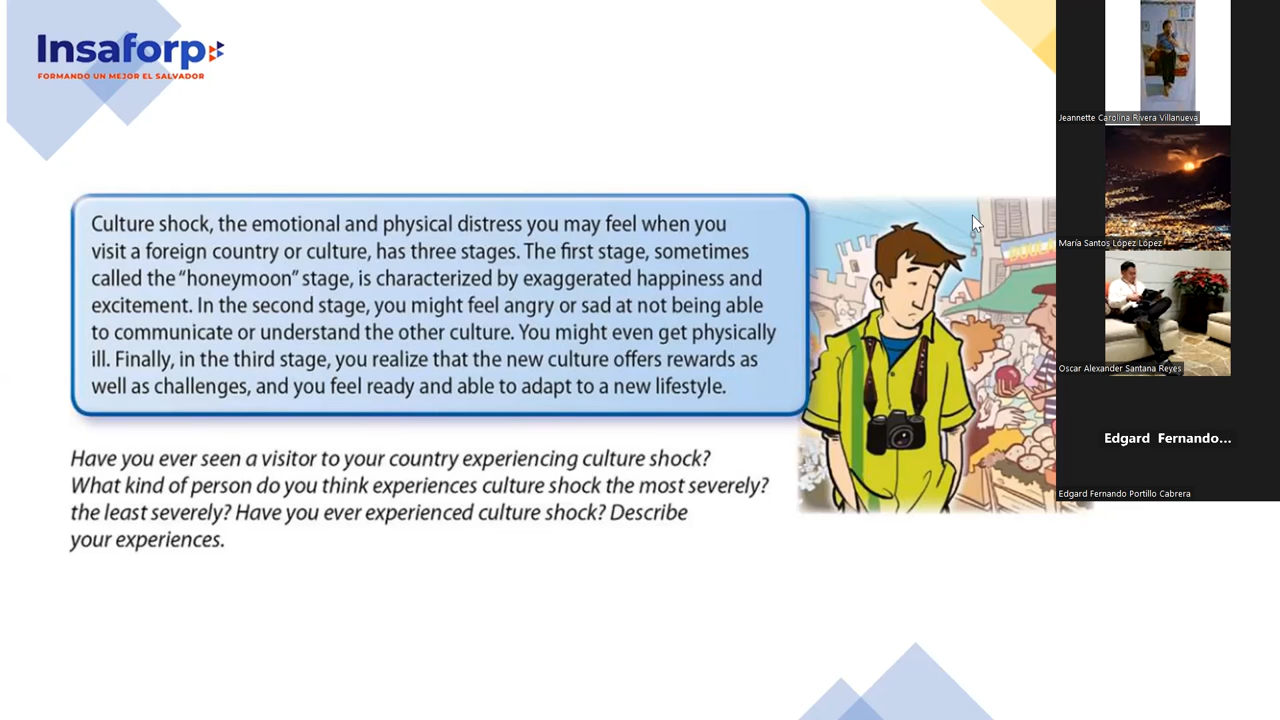 Insaforp
FORMANDO UN MEJOR EL SALVADOR
Culture shock, the emotional and physical distress you may feel when you
visit a foreign country or culture, has three stages. The first stage, sometimes
called the “honeymoon” stage, is characterized by exaggerated happiness and
excitement. In the second stage, you might feel angry or sad at not being able
to communicate or understand the other culture. You might even get physically
ill. Finally, in the third stage, you realize that the new culture offers rewards as
well as challenges, and you feel ready and able to adapt to a new lifestyle.
Have you ever seen a visitor to your country experiencing culture shock?
What kind of person do you think experiences culture shock the most severely?
the least severely? Have you ever experienced culture shock? Describe
your experiences.
Jeannette Carolina Rivera Villanueva
María Santos López López
Oscar Alexander Santana Reyes
Edgard Fernando...
Edgard Fernando Portillo Cabrera